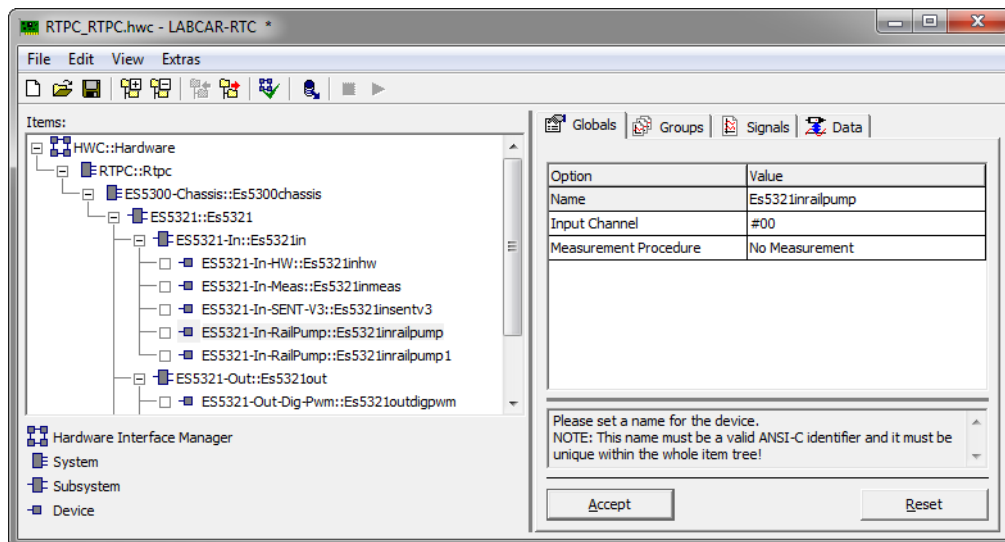 RTPC_RTPC.hwc - LABCAR-RTC *
File Edit View Extras
Items:
HWC::Hardware
RTPC::Rtpc
ES5300-Chassis::Es5300chassis
ES5321::Es5321
ES5321-In::Es5321in
ES5321-In-HW::Es5321inhw
ES5321-In-Meas::Es5321inmeas
ES5321-In-SENT-V3::Es5321insentv3
ES5321-In-RailPump::Es5321inrailpump
ES5321-In-RailPump::Es5321inrailpump1
ES5321-Out::Es5321out
ES5321-Out-Dig-Pwm::Es5321outdigpwm
Hardware Interface Manager
System
Subsystem
Device
Globals Groups Signals Data
Option Value
Name Es5321inrailpump
Input Channel #00
Measurement Procedure No Measurement
Please set a name for the device.
NOTE: This name must be a valid ANSI-C identifier and it must be
unique within the whole item tree!
Accept Reset